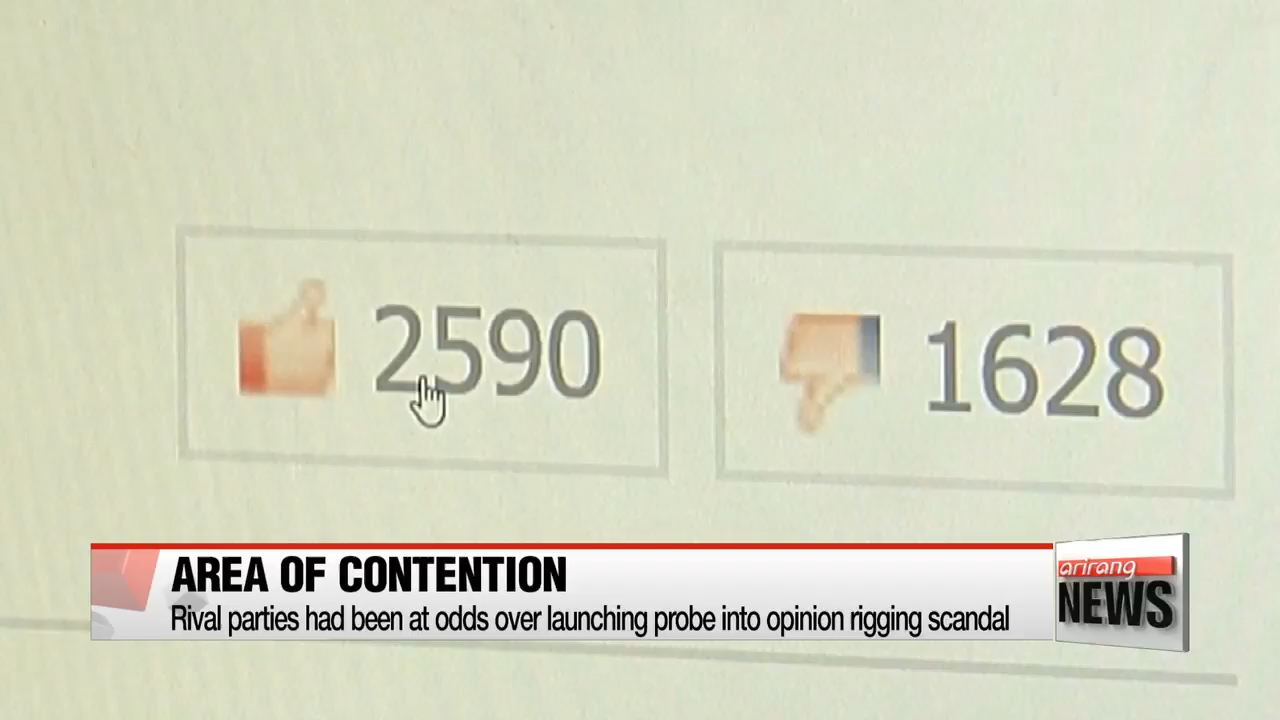 2590
1628
AREA OF CONTENTION
Rival parties had been at odds over launching probe into opinion rigging scandal
arirang
NEWS